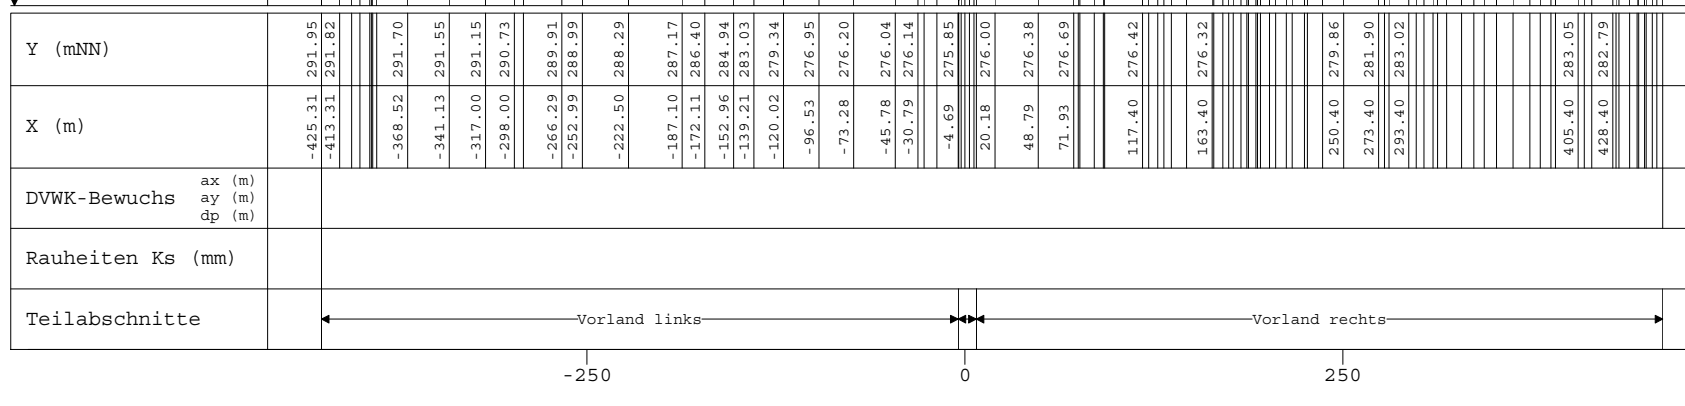 Y (mNN) 291.95 291.82 291.70 291.55 291.15 290.73 289.91 288.99 288.29 287.17 286.40 284.94 283.03 279.34 276.95 276.20 276.04 276.14 275.85 276.00 276.38 276.69 276.42 276.32 279.86 281.90 283.02 283.05 282.79
X (m) -425.31 -413.31 -368.52 -341.13 -317.00 -298.00 -266.29 -252.99 -222.50 -187.10 -172.11 -152.96 -139.21 -120.02 -96.53 -73.28 -45.78 -30.79 -4.69 20.18 48.79 71.93 117.40 163.40 250.40 273.40 293.40 405.40 428.40
DVWK-Bewuchs ax (m)
ay (m)
dp (m)
Rauheiten Ks (mm)
Teilabschnitte Vorland links Vorland rechts
-250 0 250